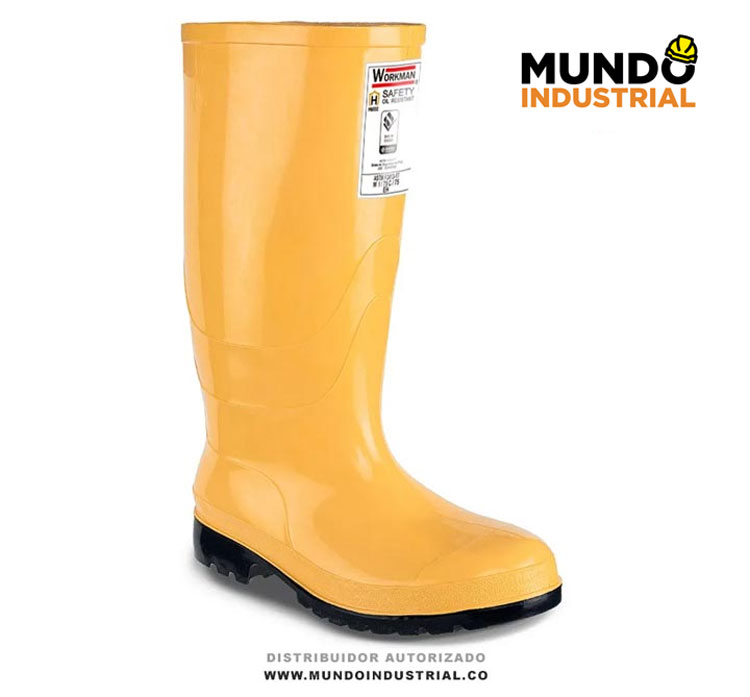 WORKMAN
SAFETY
OIL RESISTANT
H
MUNDO
INDUSTRIAL
DISTRIBUIDOR AUTORIZADO
WWW.MUNDOINDUSTRIAL.CO